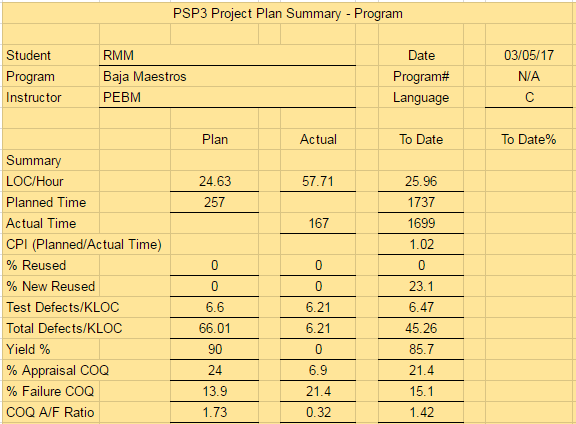 PSP3 Project Plan Summary - Program
Student RMM Date 03/05/17
Program Baja Maestros Program# N/A
Instructor PEBM Language C
Plan Actual To Date To Date%
Summary
LOC/Hour 24.63 57.71 25.96
Planned Time 257 1737
Actual Time 167 1699
CPI (Planned/Actual Time) 1.02
% Reused 0 0 0
% New Reused 0 0 23.1
Test Defects/KLOC 6.6 6.21 6.47
Total Defects/KLOC 66.01 6.21 45.26
Yield % 90 0 85.7
% Appraisal COQ 24 6.9 21.4
% Failure COQ 13.9 21.4 15.1
COQ A/F Ratio 1.73 0.32 1.42